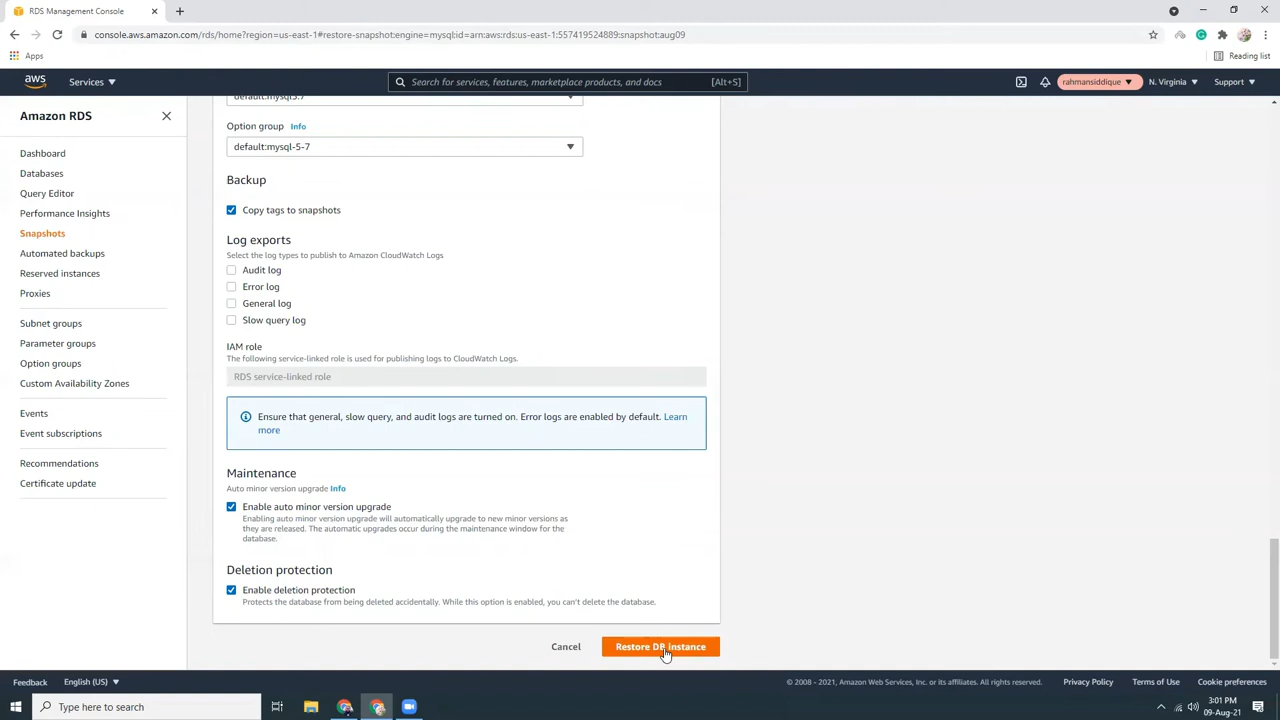 RDS Management Console
console.aws.amazon.com/rds/home?region=us-east-1#restore-snapshot:engine=mysql;id=arn:aws:rds:us-east-1:557419524889:snapshot:aug09
Apps
Reading list
aws
Services
Search for services, features, marketplace products, and docs
[Alt+S]
rahmansiddique
N. Virginia
Support
Amazon RDS
Dashboard
Databases
Query Editor
Performance Insights
Snapshots
Automated backups
Reserved instances
Proxies
Subnet groups
Parameter groups
Option groups
Custom Availability Zones
Events
Event subscriptions
Recommendations
Certificate update
default:mysql5.7
Option group Info
default:mysql-5-7
Backup
Copy tags to snapshots
Log exports
Select the log types to publish to Amazon CloudWatch Logs
Audit log
Error log
General log
Slow query log
IAM role
The following service-linked role is used for publishing logs to CloudWatch Logs.
RDS service-linked role
Ensure that general, slow query, and audit logs are turned on. Error logs are enabled by default. Learn
more
Maintenance
Auto minor version upgrade Info
Enable auto minor version upgrade
Enabling auto minor version upgrade will automatically upgrade to new minor versions as
they are released. The automatic upgrades occur during the maintenance window for the
database.
Deletion protection
Enable deletion protection
Protects the database from being deleted accidentally. While this option is enabled, you can't delete the database.
Cancel
Restore DB Instance
Feedback
English (US)
© 2008 - 2021, Amazon Web Services, Inc. or its affiliates. All rights reserved.
Privacy Policy
Terms of Use
Cookie preferences
Type here to search
3:01 PM
09-Aug-21